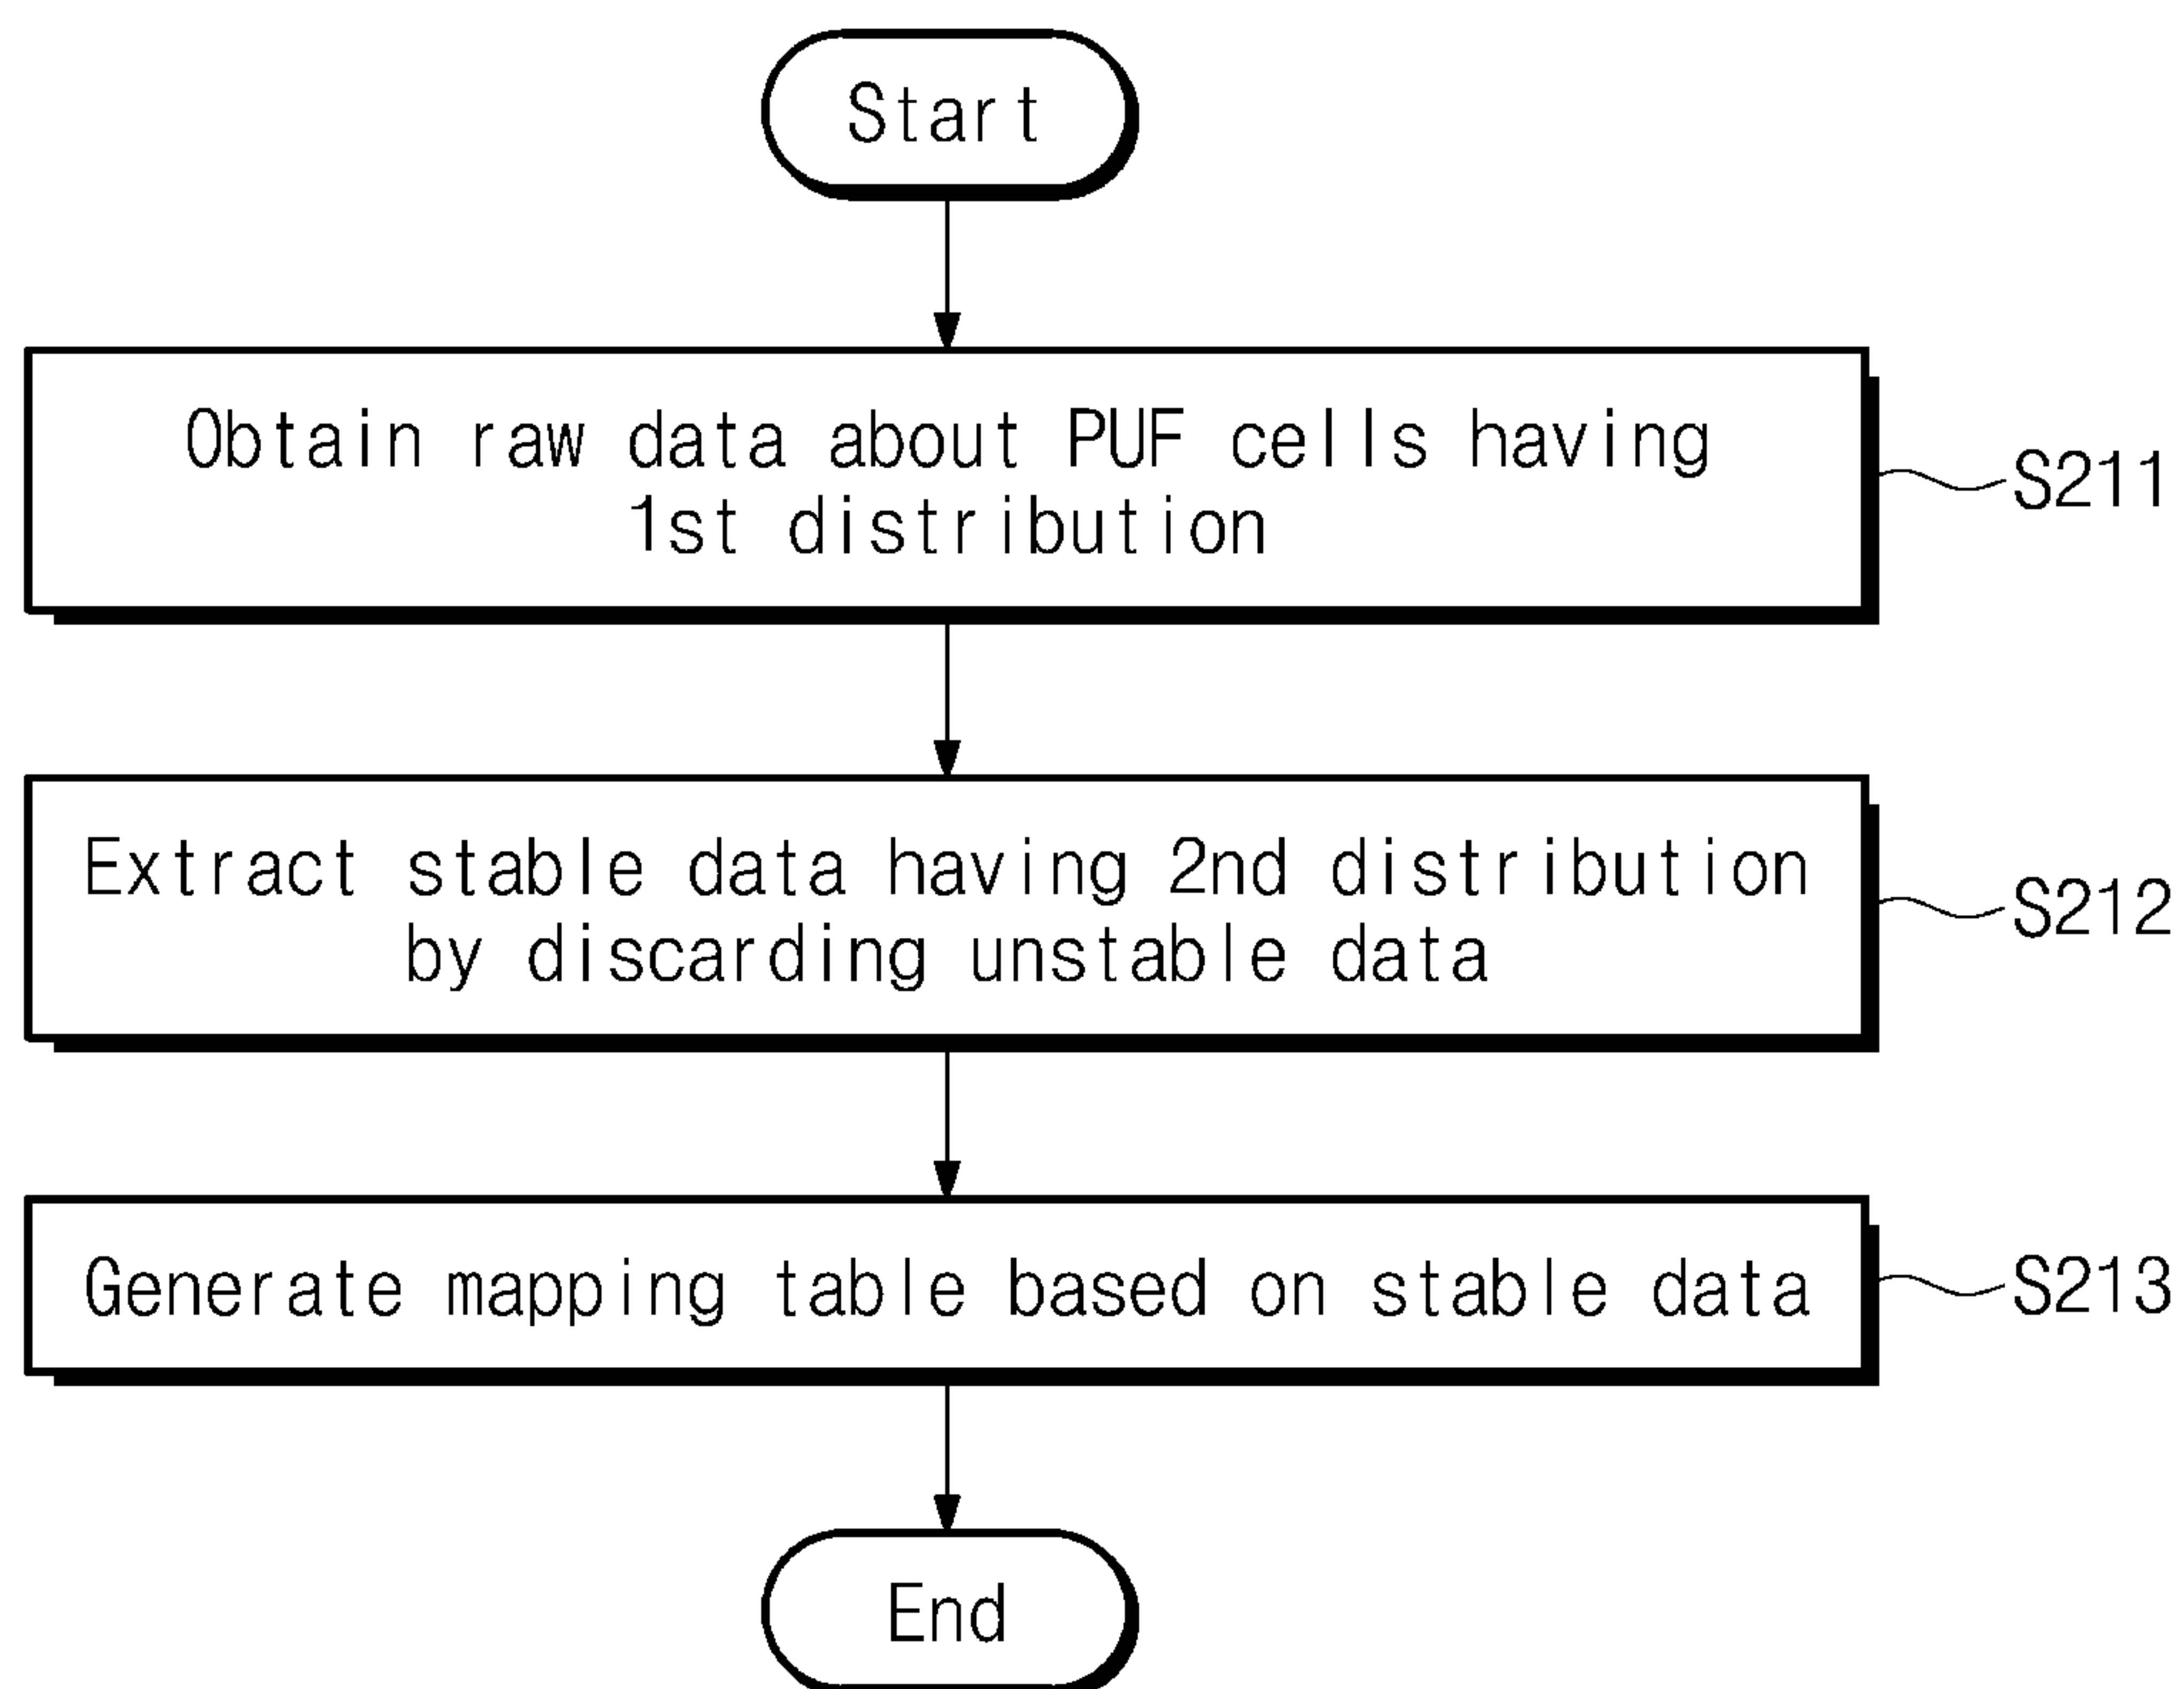 Start
Obtain raw data about PUF cells having
1st distribution
S211
Extract stable data having 2nd distribution
by discarding unstable data
S212
Generate mapping table based on stable data
S213
End